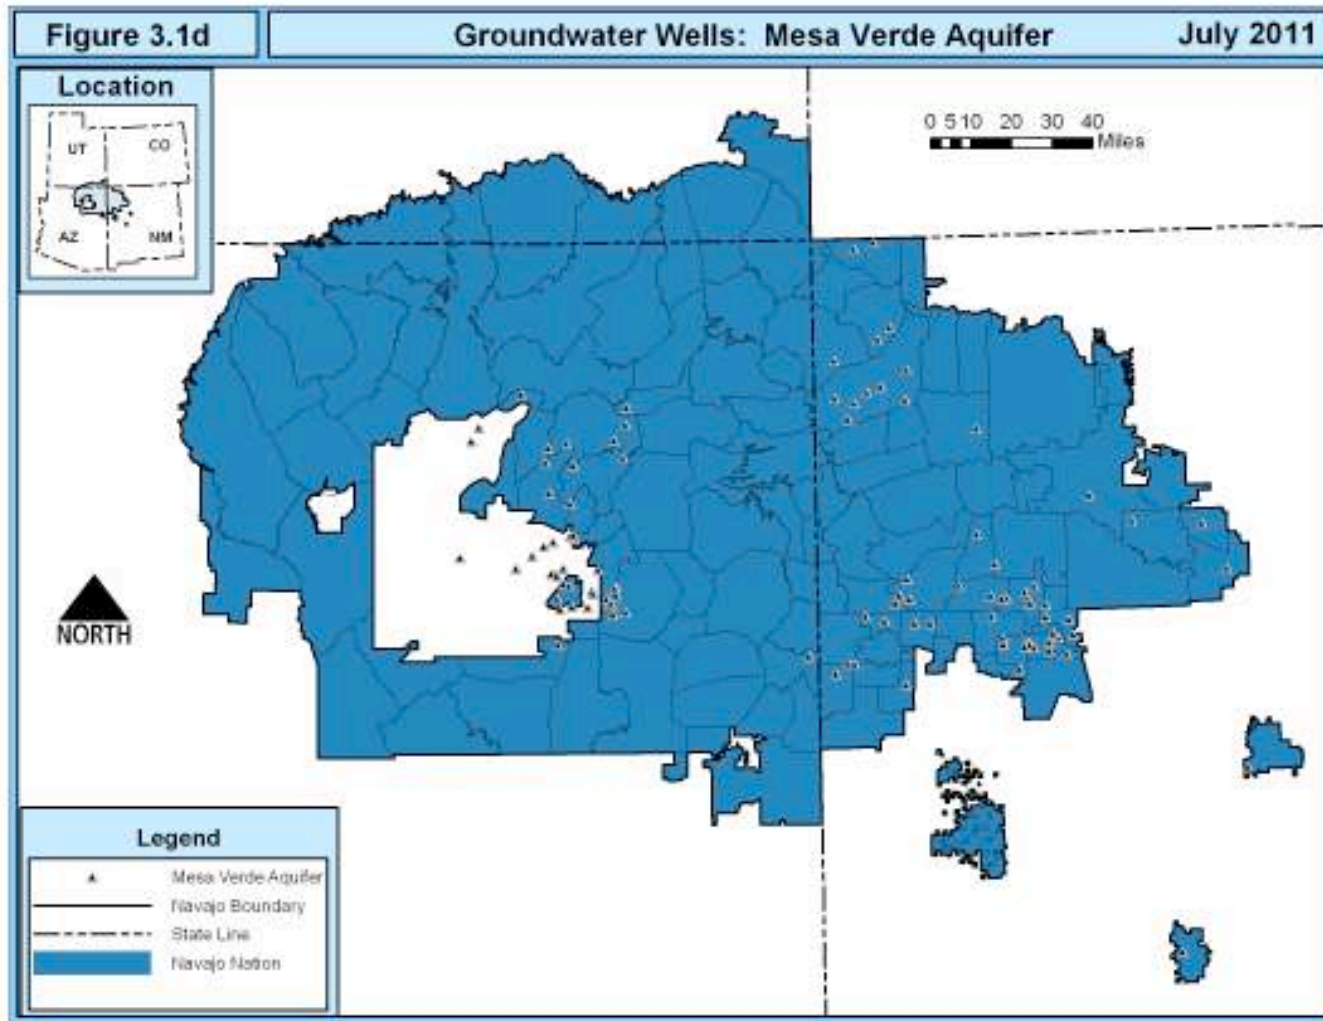 Figure 3.1d
Groundwater Wells: Mesa Verde Aquifer
July 2011
Location
UT
CO
AZ
NM
0 5 10 20 30 40
Miles
NORTH
Legend
Mesa Verde Aquifer
Navajo Boundary
State Line
Navajo Nation